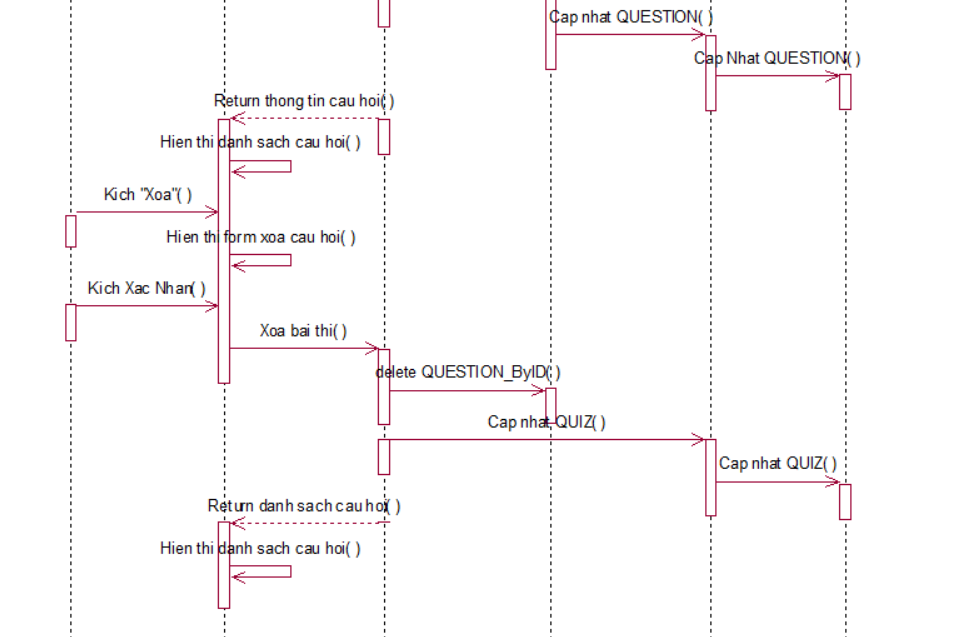 Cap nhat QUESTION( )
Cap Nhat QUESTION( )
Return thong tin cau hoi( )
Hien thi danh sach cau hoi( )
Kich "Xoa"( )
Hien thi form xoa cau hoi( )
Kich Xac Nhan( )
Xoa bai thi( )
delete QUESTION_ByID( )
Cap nhat QUIZ( )
Cap nhat QUIZ( )
Return danh sach cau hoi( )
Hien thi danh sach cau hoi( )